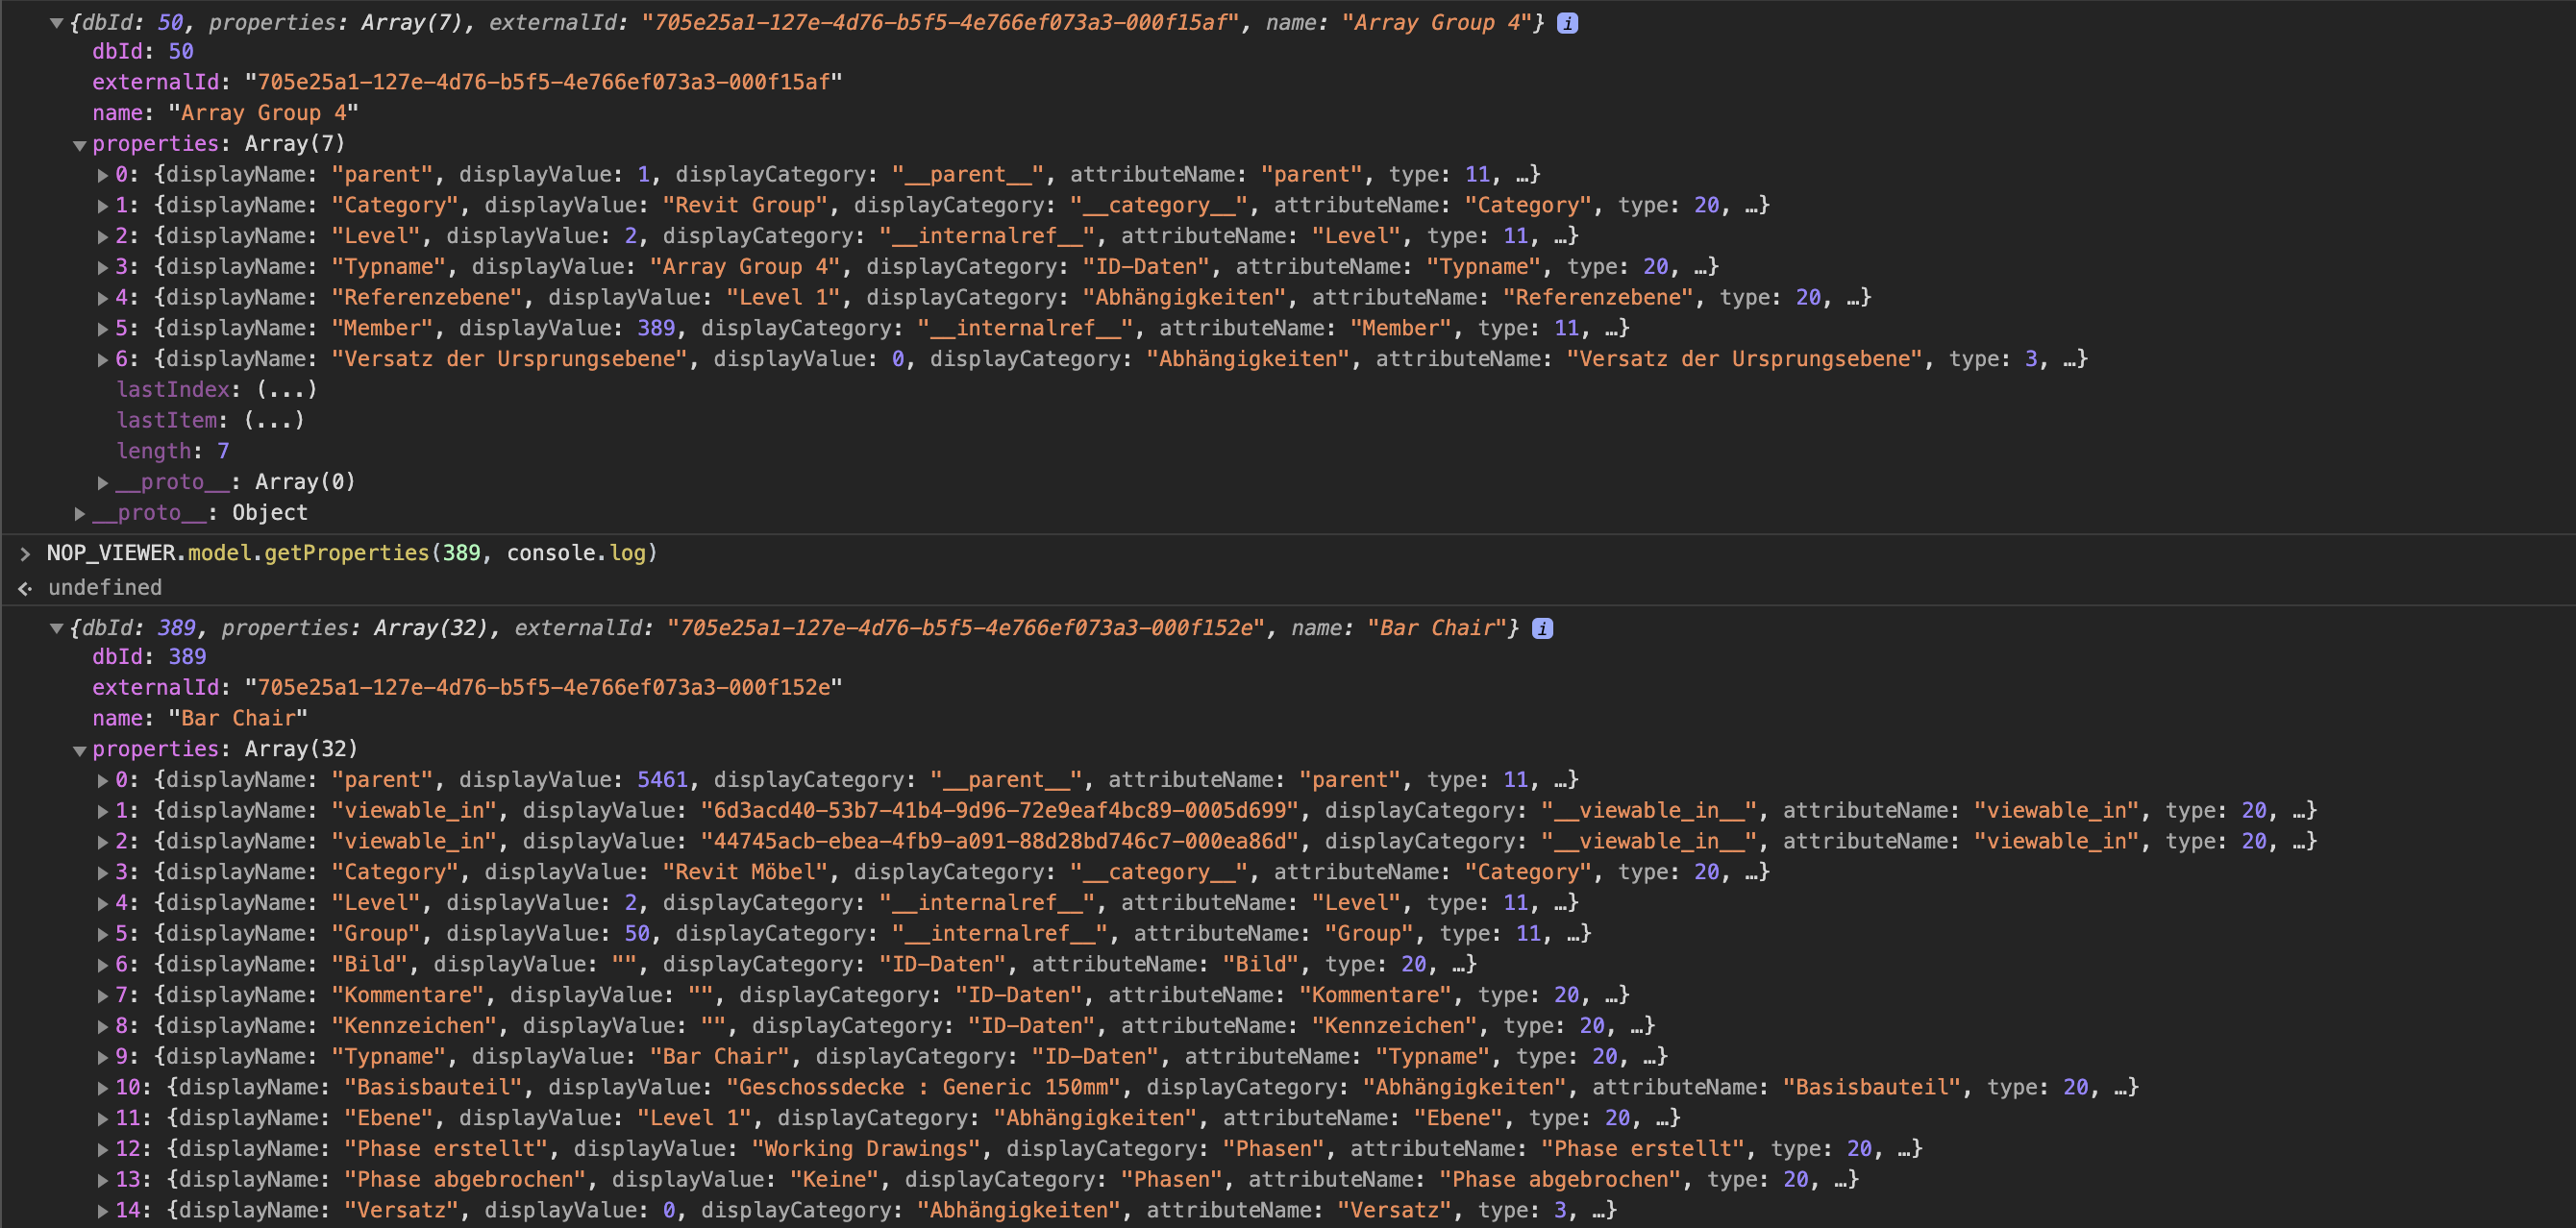 ▼{dbId: 50, properties: Array(7), externalId: "705e25a1-127e-4d76-b5f5-4e766ef073a3-000f15af", name: "Array Group 4"} i
dbId: 50
externalId: "705e25a1-127e-4d76-b5f5-4e766ef073a3-000f15af"
name: "Array Group 4"
▼properties: Array(7)
▶0: {displayName: "parent", displayValue: 1, displayCategory: "__parent__", attributeName: "parent", type: 11, …}
▶1: {displayName: "Category", displayValue: "Revit Group", displayCategory: "__category__", attributeName: "Category", type: 20, …}
▶2: {displayName: "Level", displayValue: 2, displayCategory: "__internalref__", attributeName: "Level", type: 11, …}
▶3: {displayName: "Typname", displayValue: "Array Group 4", displayCategory: "ID-Daten", attributeName: "Typname", type: 20, …}
▶4: {displayName: "Referenzebene", displayValue: "Level 1", displayCategory: "Abhängigkeiten", attributeName: "Referenzebene", type: 20, …}
▶5: {displayName: "Member", displayValue: 389, displayCategory: "__internalref__", attributeName: "Member", type: 11, …}
▶6: {displayName: "Versatz der Ursprungsebene", displayValue: 0, displayCategory: "Abhängigkeiten", attributeName: "Versatz der Ursprungsebene", type: 3, …}
lastIndex: (...)
lastItem: (...)
length: 7
▶__proto__: Array(0)
▶__proto__: Object
> NOP_VIEWER.model.getProperties(389, console.log)
undefined
▼{dbId: 389, properties: Array(32), externalId: "705e25a1-127e-4d76-b5f5-4e766ef073a3-000f152e", name: "Bar Chair"} i
dbId: 389
externalId: "705e25a1-127e-4d76-b5f5-4e766ef073a3-000f152e"
name: "Bar Chair"
▼properties: Array(32)
▶0: {displayName: "parent", displayValue: 5461, displayCategory: "__parent__", attributeName: "parent", type: 11, …}
▶1: {displayName: "viewable_in", displayValue: "6d3acd40-53b7-41b4-9d96-72e9eaf4bc89-0005d699", displayCategory: "__viewable_in__", attributeName: "viewable_in", type: 20, …}
▶2: {displayName: "viewable_in", displayValue: "44745acb-ebea-4fb9-a091-88d28bd746c7-000ea86d", displayCategory: "__viewable_in__", attributeName: "viewable_in", type: 20, …}
▶3: {displayName: "Category", displayValue: "Revit Möbel", displayCategory: "__category__", attributeName: "Category", type: 20, …}
▶4: {displayName: "Level", displayValue: 2, displayCategory: "__internalref__", attributeName: "Level", type: 11, …}
▶5: {displayName: "Group", displayValue: 50, displayCategory: "__internalref__", attributeName: "Group", type: 11, …}
▶6: {displayName: "Bild", displayValue: "", displayCategory: "ID-Daten", attributeName: "Bild", type: 20, …}
▶7: {displayName: "Kommentare", displayValue: "", displayCategory: "ID-Daten", attributeName: "Kommentare", type: 20, …}
▶8: {displayName: "Kennzeichen", displayValue: "", displayCategory: "ID-Daten", attributeName: "Kennzeichen", type: 20, …}
▶9: {displayName: "Typname", displayValue: "Bar Chair", displayCategory: "ID-Daten", attributeName: "Typname", type: 20, …}
▶10: {displayName: "Basisbauteil", displayValue: "Geschossdecke : Generic 150mm", displayCategory: "Abhängigkeiten", attributeName: "Basisbauteil", type: 20, …}
▶11: {displayName: "Ebene", displayValue: "Level 1", displayCategory: "Abhängigkeiten", attributeName: "Ebene", type: 20, …}
▶12: {displayName: "Phase erstellt", displayValue: "Working Drawings", displayCategory: "Phasen", attributeName: "Phase erstellt", type: 20, …}
▶13: {displayName: "Phase abgebrochen", displayValue: "Keine", displayCategory: "Phasen", attributeName: "Phase abgebrochen", type: 20, …}
▶14: {displayName: "Versatz", displayValue: 0, displayCategory: "Abhängigkeiten", attributeName: "Versatz", type: 3, …}